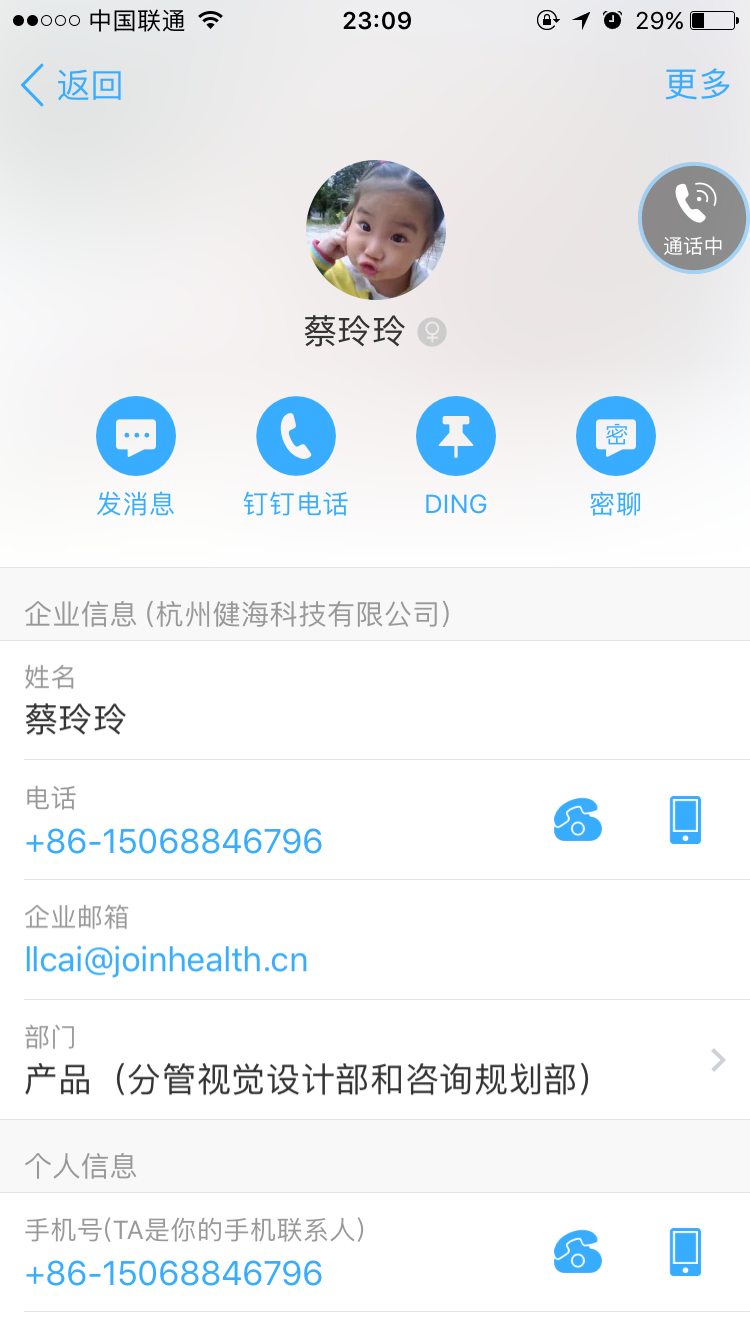 中国联通 23:09 29%
返回 更多
通话中
蔡玲玲
密
发消息 钉钉电话 DING 密聊
企业信息(杭州健海科技有限公司)
姓名
蔡玲玲
电话
+86-15068846796
企业邮箱
llcai@joinhealth.cn
部门
产品（分管视觉设计部和咨询规划部）
个人信息
手机号(TA是你的手机联系人)
+86-15068846796